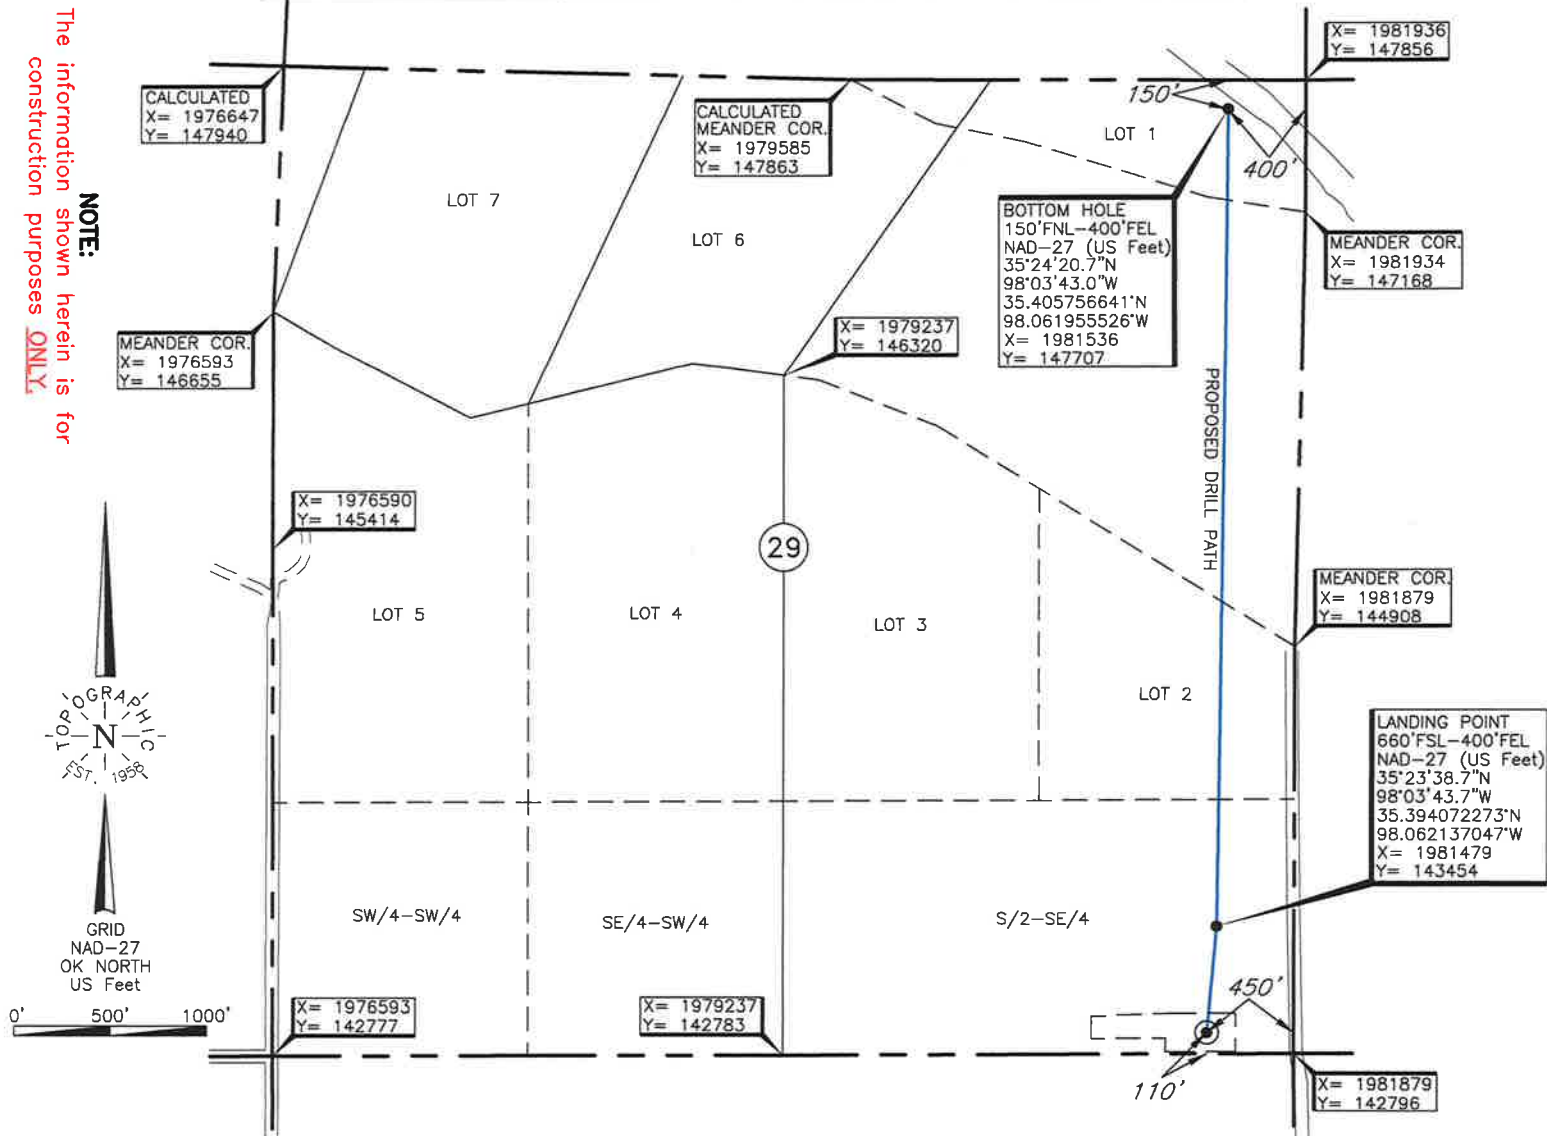 X= 1981936
Y= 147856
CALCULATED
X= 1976647
Y= 147940
CALCULATED
MEANDER COR.
X= 1979585
Y= 147863
150'
LOT 1
400'
LOT 7
LOT 6
BOTTOM HOLE
150'FNL-400'FEL
NAD-27 (US Feet)
35°24'20.7"N
98°03'43.0"W
35.405756641°N
98.061955526°W
X= 1981536
Y= 147707
MEANDER COR.
X= 1981934
Y= 147168
NOTE:
The information shown herein is for
construction purposes ONLY.
MEANDER COR.
X= 1976593
Y= 146655
X= 1979237
Y= 146320
PROPOSED DRILL PATH
X= 1976590
Y= 145414
29
MEANDER COR.
X= 1981879
Y= 144908
LOT 5
LOT 4
LOT 3
LOT 2
TOPOGRAPHIC
N
EST. 1958
LANDING POINT
660'FSL-400'FEL
NAD-27 (US Feet)
35°23'38.7"N
98°03'43.7"W
35.394072273°N
98.062137047°W
X= 1981479
Y= 143454
SW/4-SW/4
SE/4-SW/4
S/2-SE/4
GRID
NAD-27
OK NORTH
US Feet
0' 500' 1000'
X= 1976593
Y= 142777
X= 1979237
Y= 142783
450'
110'
X= 1981879
Y= 142796